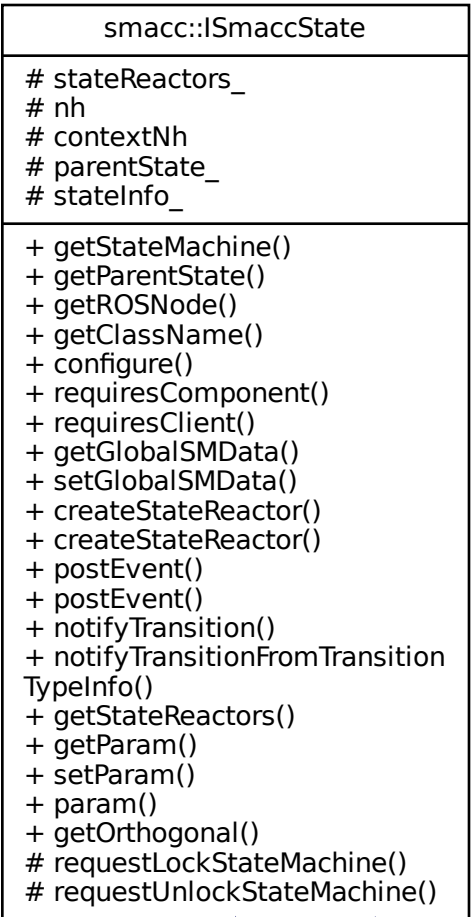 smacc::ISmaccState
# stateReactors_
# nh
# contextNh
# parentState_
# stateInfo_
+ getStateMachine()
+ getParentState()
+ getROSNode()
+ getClassName()
+ configure()
+ requiresComponent()
+ requiresClient()
+ getGlobalSMData()
+ setGlobalSMData()
+ createStateReactor()
+ createStateReactor()
+ postEvent()
+ postEvent()
+ notifyTransition()
+ notifyTransitionFromTransition
TypeInfo()
+ getStateReactors()
+ getParam()
+ setParam()
+ param()
+ getOrthogonal()
# requestLockStateMachine()
# requestUnlockStateMachine()